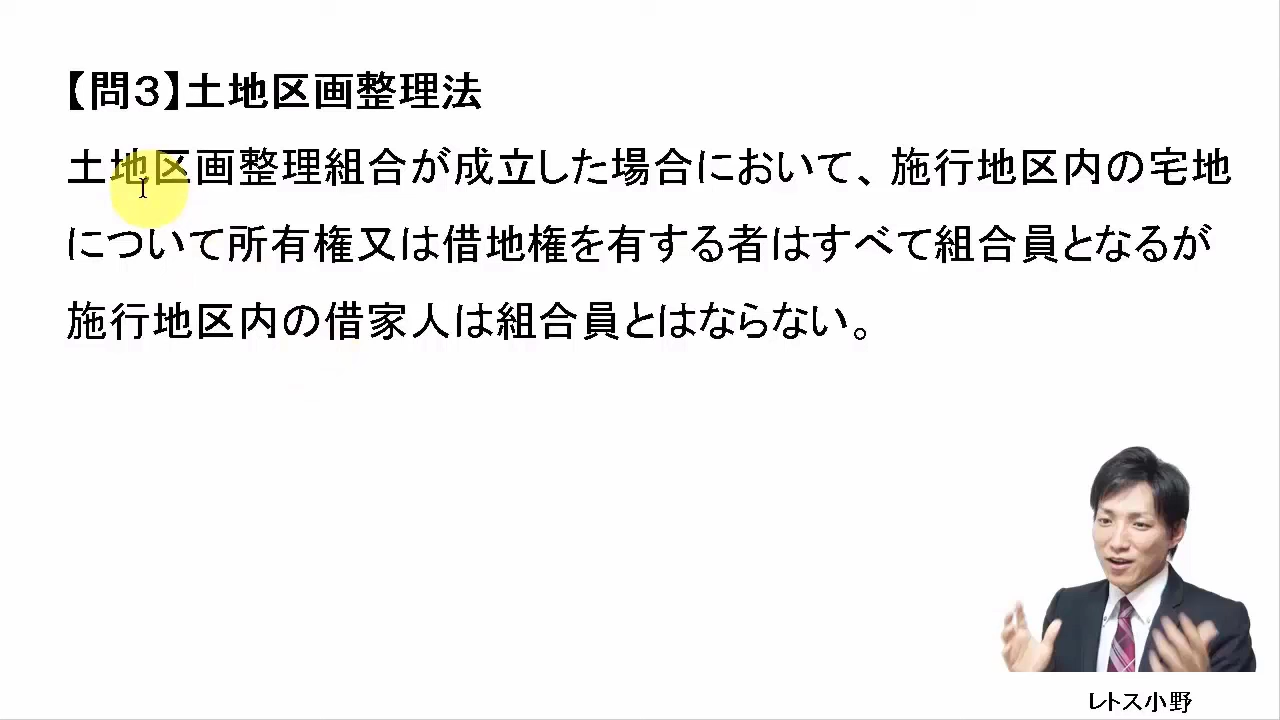 【問３】土地区画整理法
土地区画整理組合が成立した場合において、施行地区内の宅地
について所有権又は借地権を有する者はすべて組合員となるが
施行地区内の借家人は組合員とはならない。
レトス小野